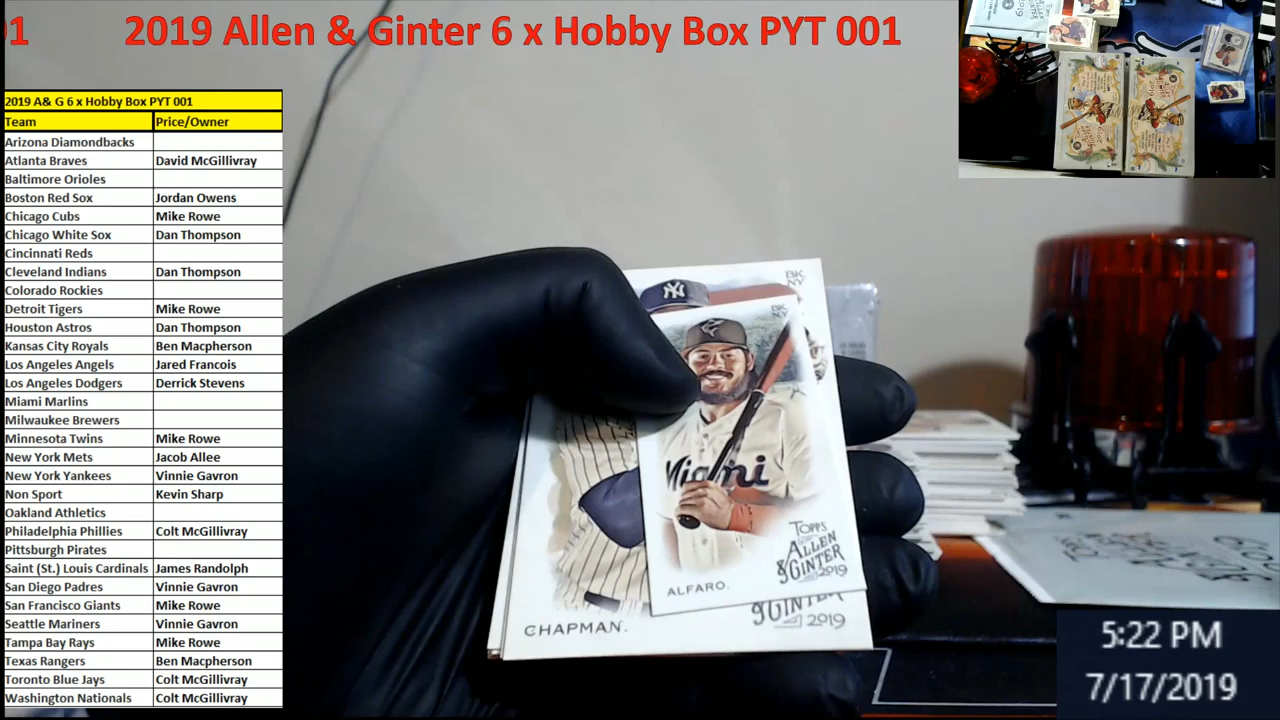 01 2019 Allen & Ginter 6 x Hobby Box PYT 001
2019 A& G 6 x Hobby Box PYT 001
Team Price/Owner
Arizona Diamondbacks
Atlanta Braves David McGillivray
Baltimore Orioles
Boston Red Sox Jordan Owens
Chicago Cubs Mike Rowe
Chicago White Sox Dan Thompson
Cincinnati Reds
Cleveland Indians Dan Thompson
Colorado Rockies
Detroit Tigers Mike Rowe
Houston Astros Dan Thompson
Kansas City Royals Ben Macpherson
Los Angeles Angels Jared Francois
Los Angeles Dodgers Derrick Stevens
Miami Marlins
Milwaukee Brewers
Minnesota Twins Mike Rowe
New York Mets Jacob Allee
New York Yankees Vinnie Gavron
Non Sport Kevin Sharp
Oakland Athletics
Philadelphia Phillies Colt McGillivray
Pittsburgh Pirates
Saint (St.) Louis Cardinals James Randolph
San Diego Padres Vinnie Gavron
San Francisco Giants Mike Rowe
Seattle Mariners Vinnie Gavron
Tampa Bay Rays Mike Rowe
Texas Rangers Ben Macpherson
Toronto Blue Jays Colt McGillivray
Washington Nationals Colt McGillivray
BK
NY
NY
BK
NY
Miami
TOPPS
ALLEN
& GINTER
2019
ALFARO.
GINTER
2019
CHAPMAN.
5:22 PM
7/17/2019